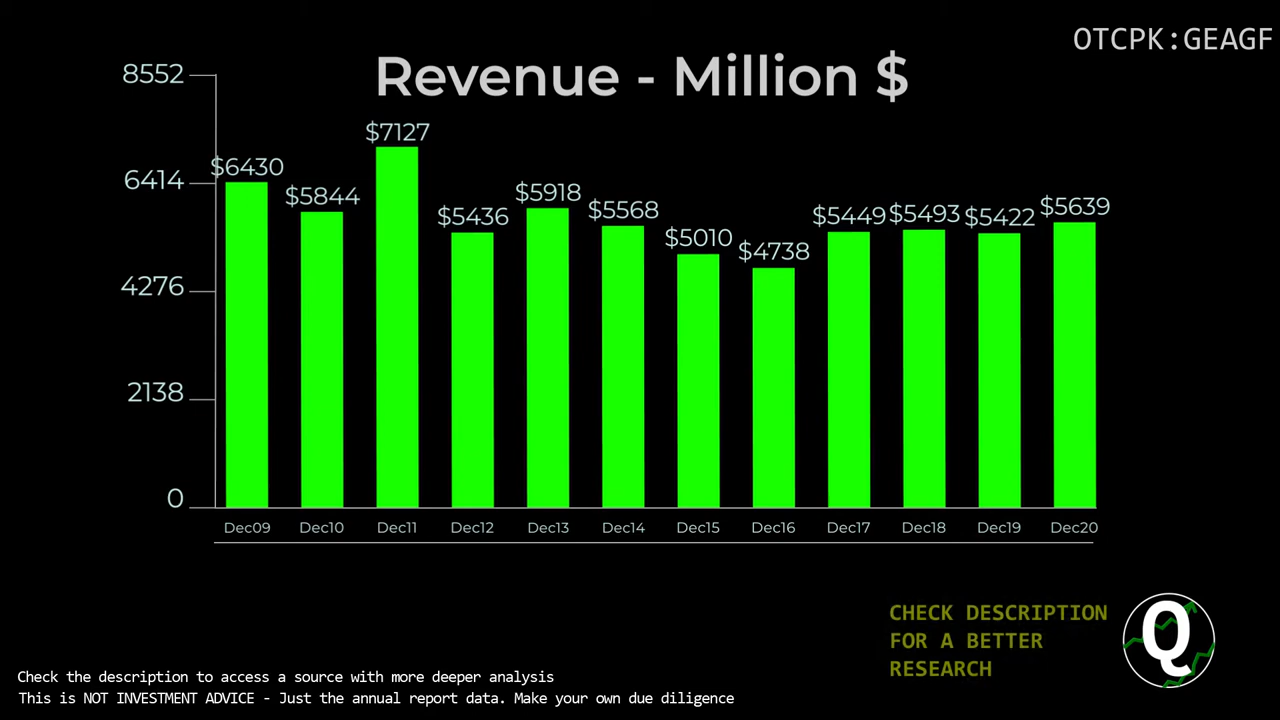 OTCPK:GEAGF
Revenue - Million $
8552
6414
4276
2138
0
$6430
$5844
$7127
$5436
$5918
$5568
$5010
$4738
$5449
$5493
$5422
$5639
Dec09
Dec10
Dec11
Dec12
Dec13
Dec14
Dec15
Dec16
Dec17
Dec18
Dec19
Dec20
CHECK DESCRIPTION
FOR A BETTER
RESEARCH
Q
Check the description to access a source with more deeper analysis
This is NOT INVESTMENT ADVICE - Just the annual report data. Make your own due diligence